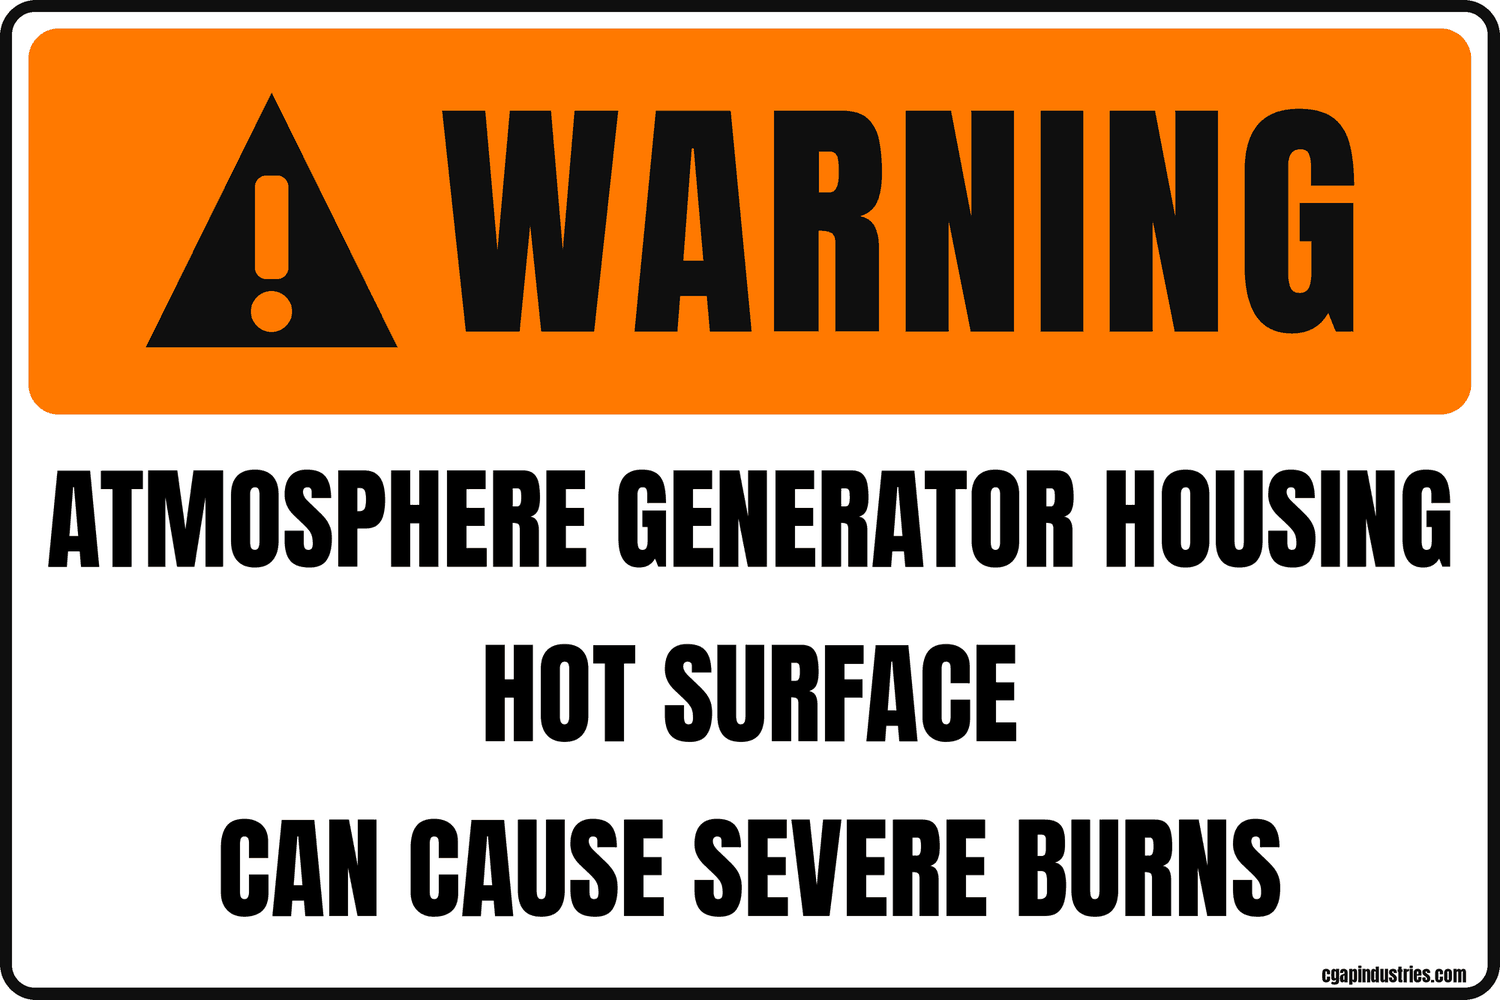 WARNING
ATMOSPHERE GENERATOR HOUSING
HOT SURFACE
CAN CAUSE SEVERE BURNS
cgapindustries.com